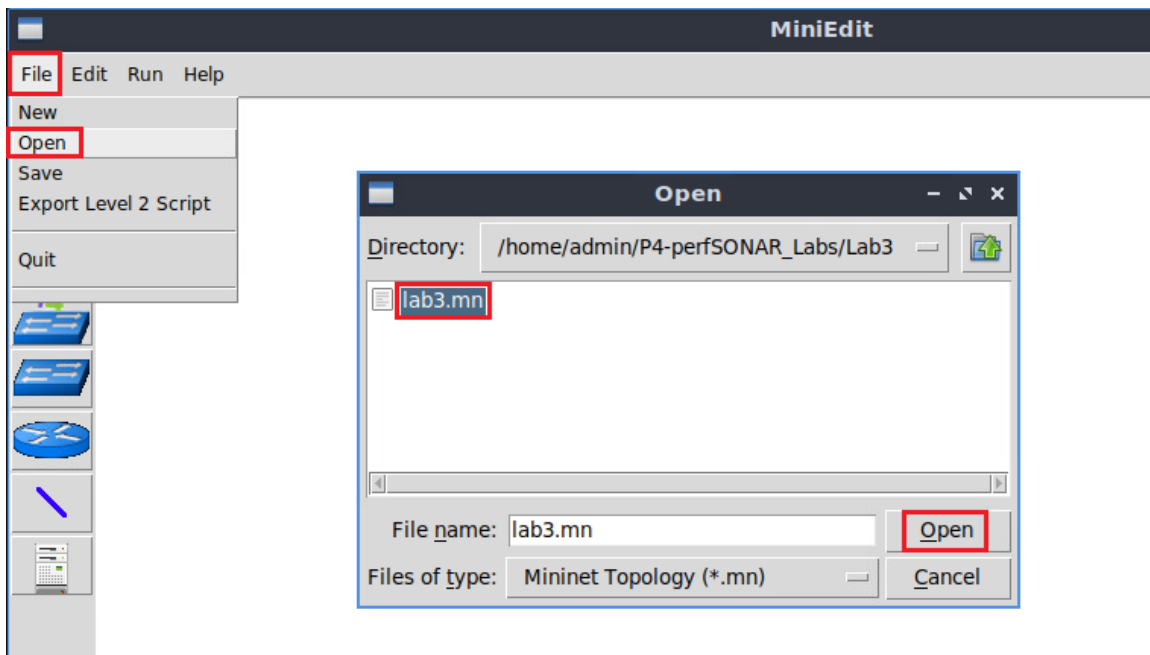 MiniEdit
File Edit Run Help
New
Open
Save
Export Level 2 Script
Quit
Open
Directory: /home/admin/P4-perfSONAR_Labs/Lab3
lab3.mn
File name: lab3.mn Open
Files of type: Mininet Topology (*.mn) Cancel